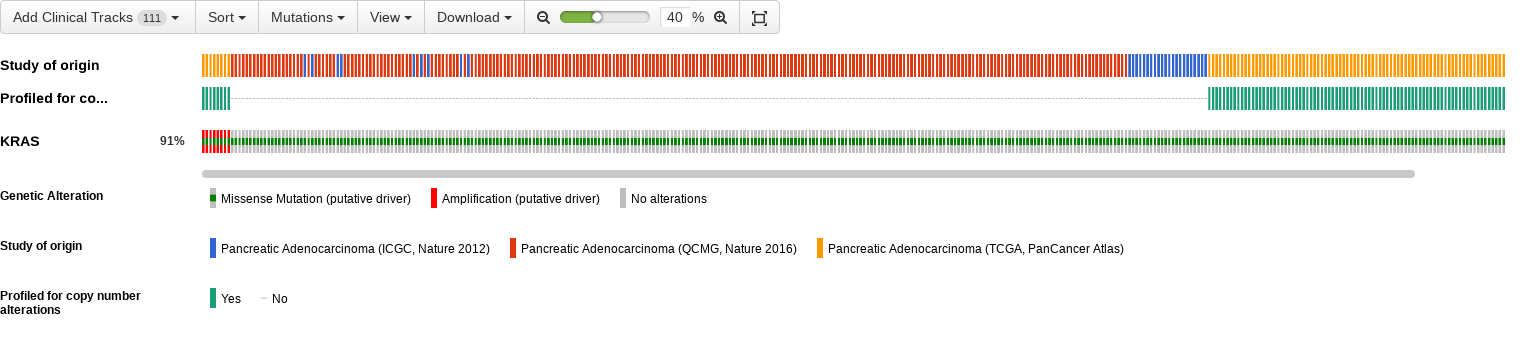 Add Clinical Tracks 111 Sort Mutations View Download 40 %
Study of origin
Profiled for co...
KRAS 91%
Genetic Alteration Missense Mutation (putative driver) Amplification (putative driver) No alterations
Study of origin Pancreatic Adenocarcinoma (ICGC, Nature 2012) Pancreatic Adenocarcinoma (QCMG, Nature 2016) Pancreatic Adenocarcinoma (TCGA, PanCancer Atlas)
Profiled for copy number
alterations
Yes No